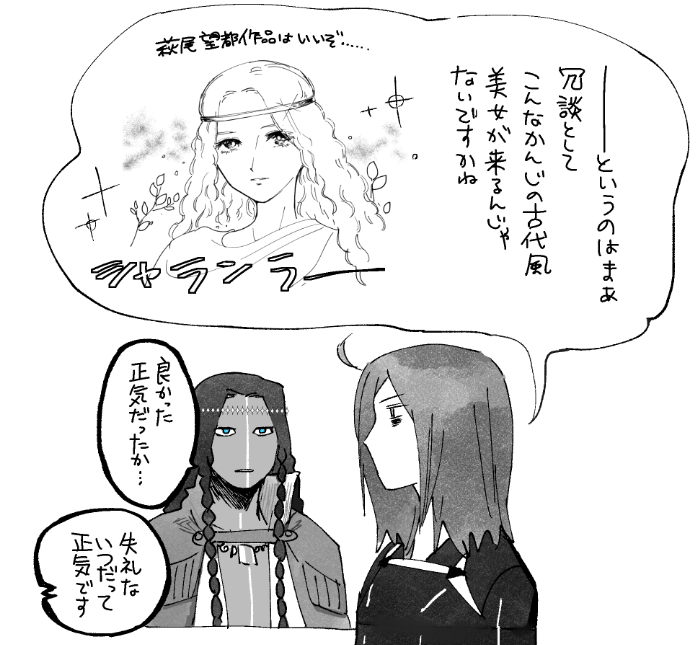 ――というのはまあ
冗談として
こんなかんじの古代風
美女が来るんじゃ
ないですかね
萩尾望都作品はいいぞ……
シャランラー
良かった
正気だったか…
失礼な
いつだって
正気です